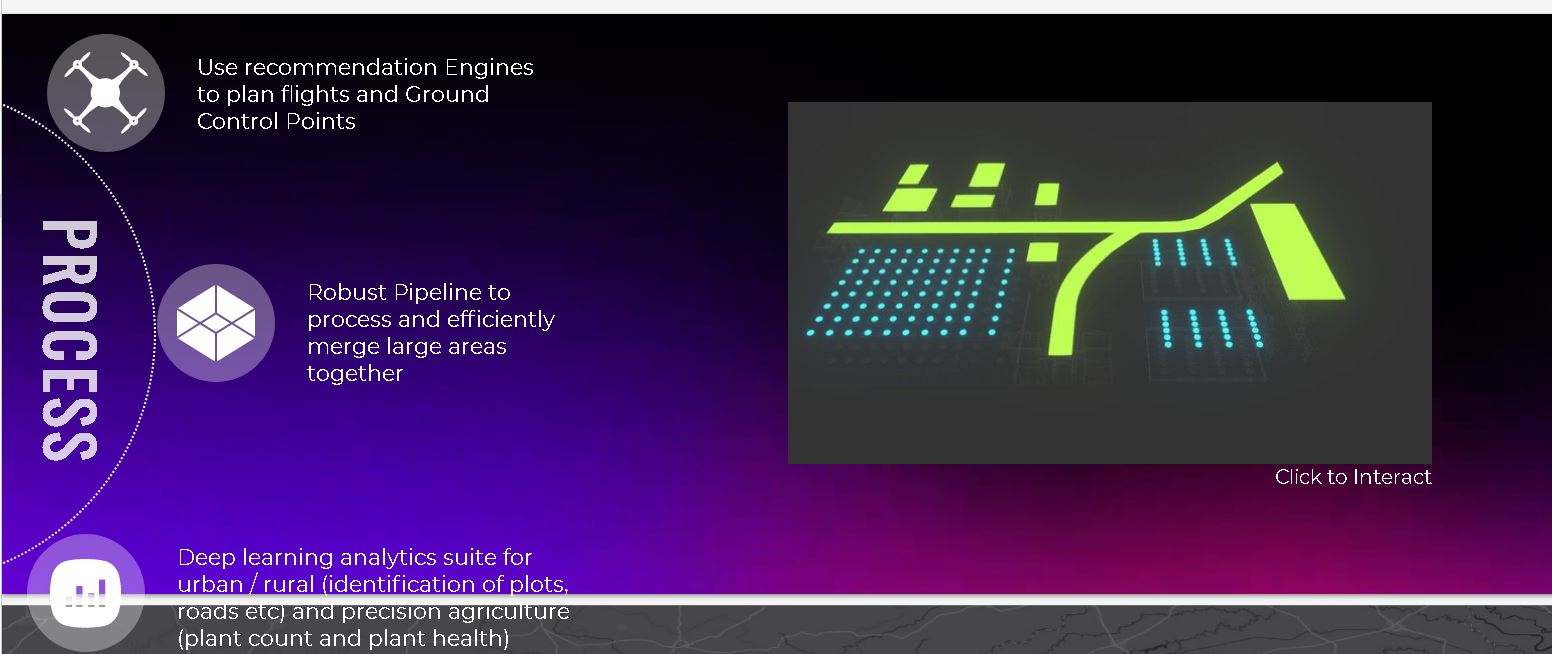 Use recommendation Engines
to plan flights and Ground
Control Points
PROCESS
Robust Pipeline to
process and efficiently
merge large areas
together
Click to Interact
Deep learning analytics suite for
urban / rural (identification of plots,
roads etc) and precision agriculture
(plant count and plant health)